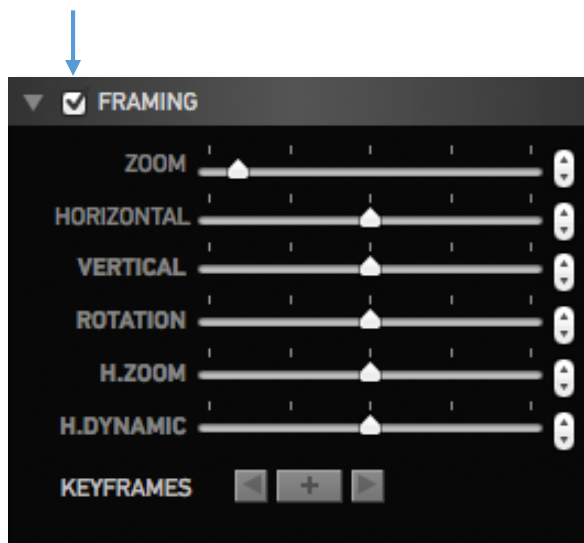 FRAMING
ZOOM
HORIZONTAL
VERTICAL
ROTATION
H.ZOOM
H.DYNAMIC
KEYFRAMES